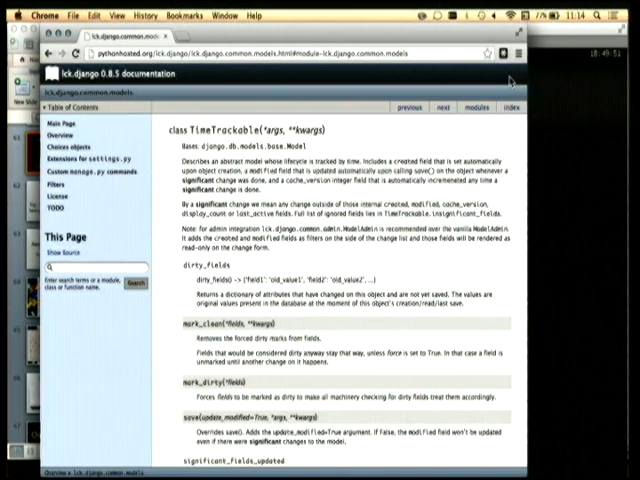 Chrome File Edit View History Bookmarks Window Help 77% 11:14
lck.django.common.models
pythonhosted.org/lck.django/lck.django.common.models.html#module-lck.django.common.models
18:49:51
lck.django 0.8.5 documentation
lck.django.common.models
Table of Contents
previous next modules index
Main Page
Overview
Choices objects
Extensions for settings.py
Custom manage.py commands
Filters
License
TODO
This Page
Show Source
Search
Enter search terms or a module, class or function name.
class TimeTrackable(*args, **kwargs)
Bases: django.db.models.base.Model
Describes an abstract model whose lifecycle is tracked by time. Includes a created field that is set automatically
upon object creation, a modified field that is updated automatically upon calling save() on the object whenever a
significant change was done, and a cache_version integer field that is automatically incremeneted any time a
significant change is done.
By a significant change we mean any change outside of those internal created, modified, cache_version,
display_count or last_active fields. Full list of ignored fields lies in TimeTrackable.insignificant_fields.
Note: for admin integration lck.django.common.admin.ModelAdmin is recommended over the vanilla ModelAdmin
It adds the created and modified fields as filters on the side of the change list and those fields will be rendered as
read-only on the change form.
dirty_fields
dirty_fields() -> {'field1': 'old_value1', 'field2': 'old_value2', ...}
Returns a dictionary of attributes that have changed on this object and are not yet saved. The values are
original values present in the database at the moment of this object's creation/read/last save.
mark_clean(*fields, **kwargs)
Removes the forced dirty marks from fields.
Fields that would be considered dirty anyway stay that way, unless force is set to True. In that case a field is
unmarked until another change on it happens.
mark_dirty(*fields)
Forces fields to be marked as dirty to make all machinery checking for dirty fields treat them accordingly.
save(update_modified=True, *args, **kwargs)
Overrides save(). Adds the update_modified=True argument. If False, the modified field won't be updated
even if there were significant changes to the model.
significant_fields_updated